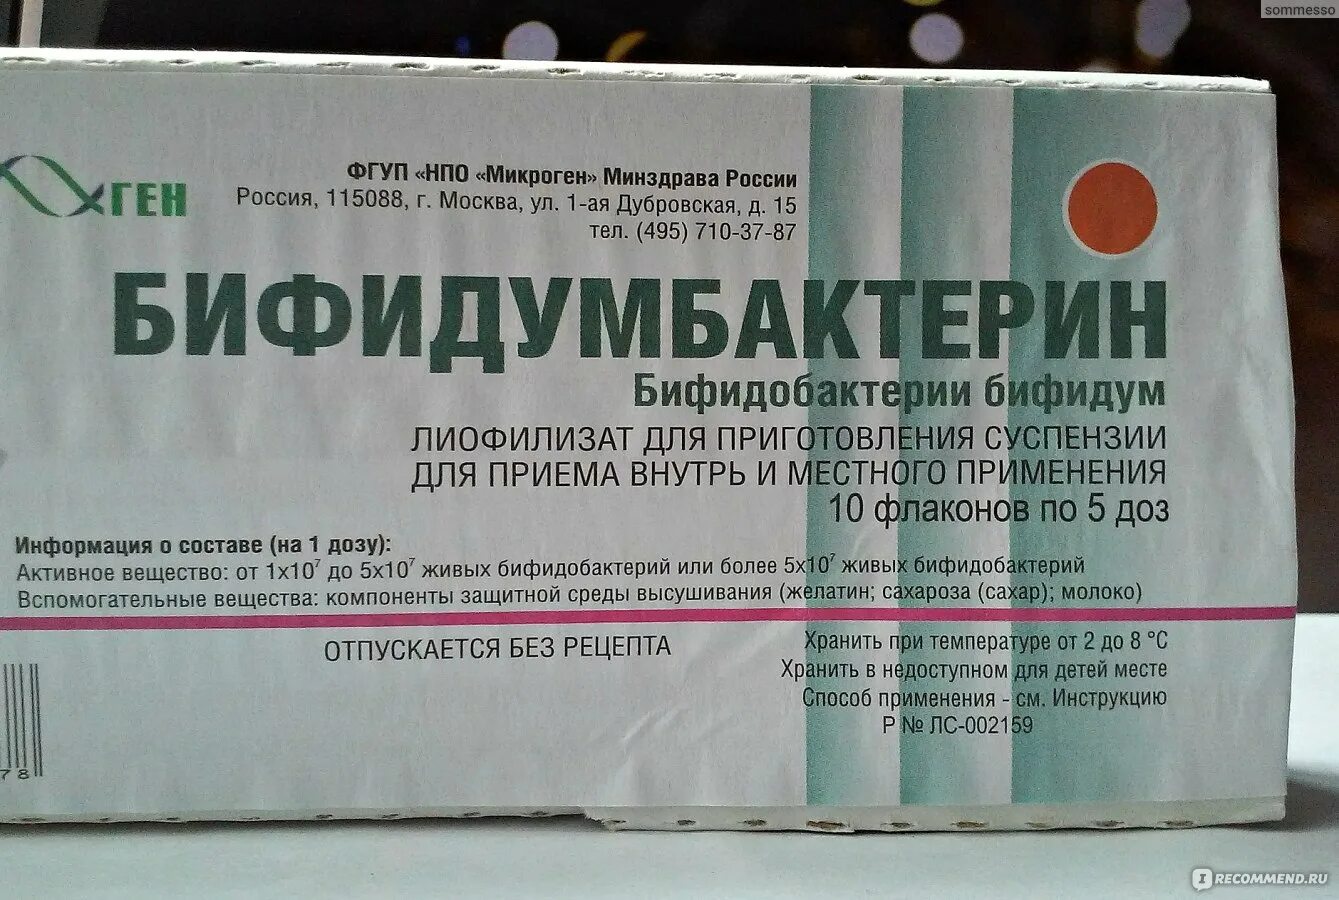 sommesso
ГЕН
ФГУП «НПО «Микроген» Минздрава России
Россия, 115088, г. Москва, ул. 1-ая Дубровская, д. 15
тел. (495) 710-37-87
БИФИДУМБАКТЕРИН
Бифидобактерии бифидум
ЛИОФИЛИЗАТ ДЛЯ ПРИГОТОВЛЕНИЯ СУСПЕНЗИИ
ДЛЯ ПРИЕМА ВНУТРЬ И МЕСТНОГО ПРИМЕНЕНИЯ
10 флаконов по 5 доз
Информация о составе (на 1 дозу):
Активное вещество: от 1x10⁷ до 5x10⁷ живых бифидобактерий или более 5x10⁷ живых бифидобактерий
Вспомогательные вещества: компоненты защитной среды высушивания (желатин; сахароза (сахар); молоко)
ОТПУСКАЕТСЯ БЕЗ РЕЦЕПТА
Хранить при температуре от 2 до 8 °С
Хранить в недоступном для детей месте
Способ применения - см. Инструкцию
Р № ЛС-002159
78
IRECOMMEND.RU